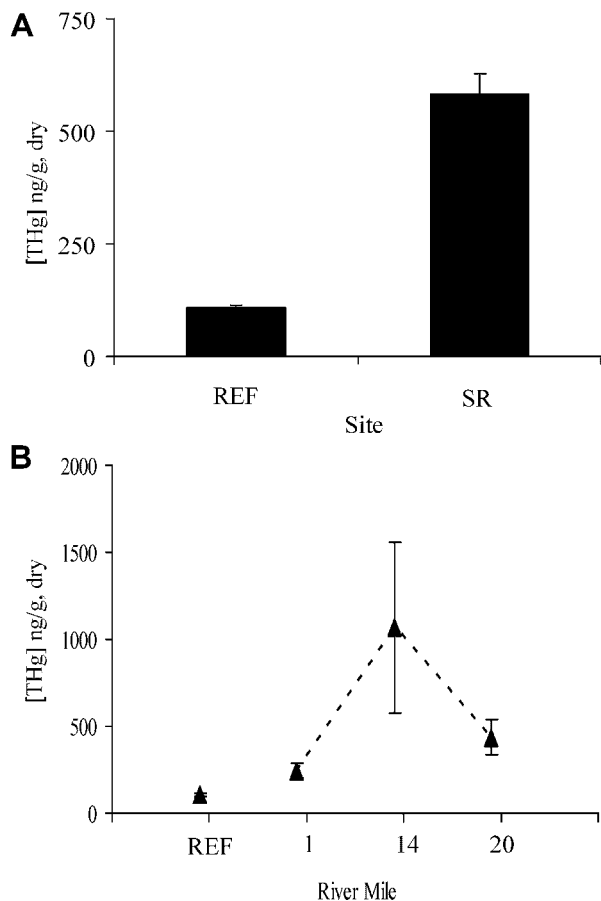 A
750
500
250
0
[THg] ng/g, dry
REF
SR
Site
B
2000
1500
1000
500
0
[THg] ng/g, dry
REF
1
14
20
River Mile